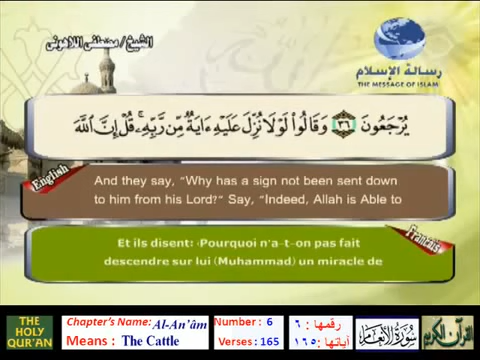 الشيخ / مصطفى اللاهونى
رسالة الإسلام
THE MESSAGE OF ISLAM
يُرْجَعُونَ ٣٦ وَقَالُوا۟ لَوْلَا نُزِّلَ عَلَيْهِ ءَايَةٌ مِّن رَّبِّهِۦ ۚ قُلْ إِنَّ ٱللَّهَ
English
And they say, "Why has a sign not been sent down
to him from his Lord?" Say, "Indeed, Allah is Able to
Français
Et ils disent: ‹Pourquoi n'a-t-on pas fait
descendre sur lui (Muhammad) un miracle de
THE
HOLY
QUR'AN
Chapter's Name: Al-An'âm
Means : The Cattle
Number : 6
Verses : 165
رقمها : ٦
آياتها : ١٦٥
سورة الأنعام
القرآن الكريم